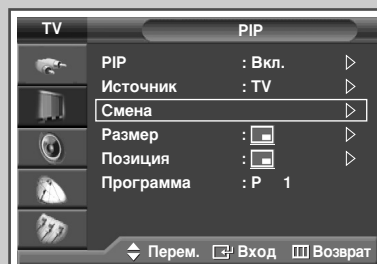 TV PIP
PIP : Вкл.
Источник : TV
Смена
Размер :
Позиция :
Программа : P 1
Перем. Вход Возврат